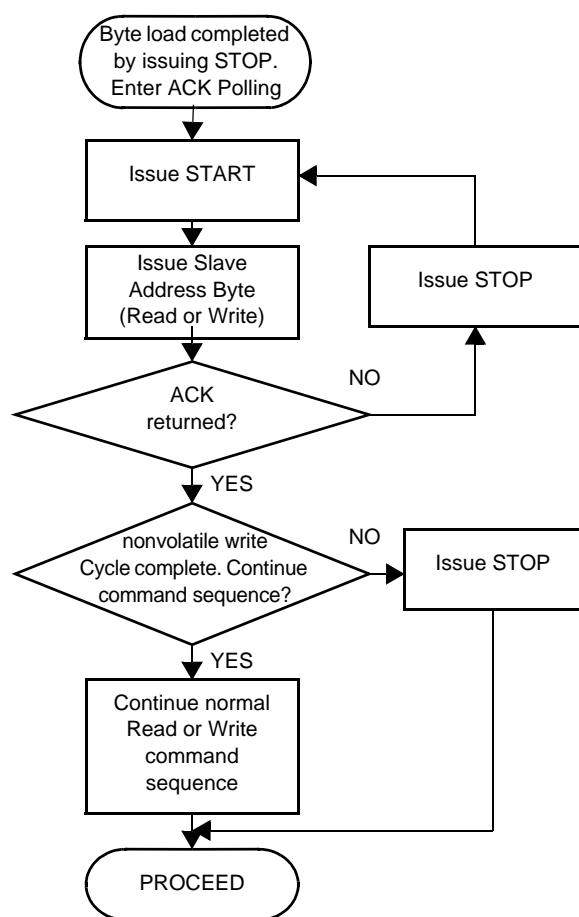 Byte load completed
by issuing STOP.
Enter ACK Polling
Issue START
Issue Slave
Address Byte
(Read or Write)
Issue STOP
ACK
returned?
NO
YES
nonvolatile write
Cycle complete. Continue
command sequence?
NO
Issue STOP
YES
Continue normal
Read or Write
command
sequence
PROCEED